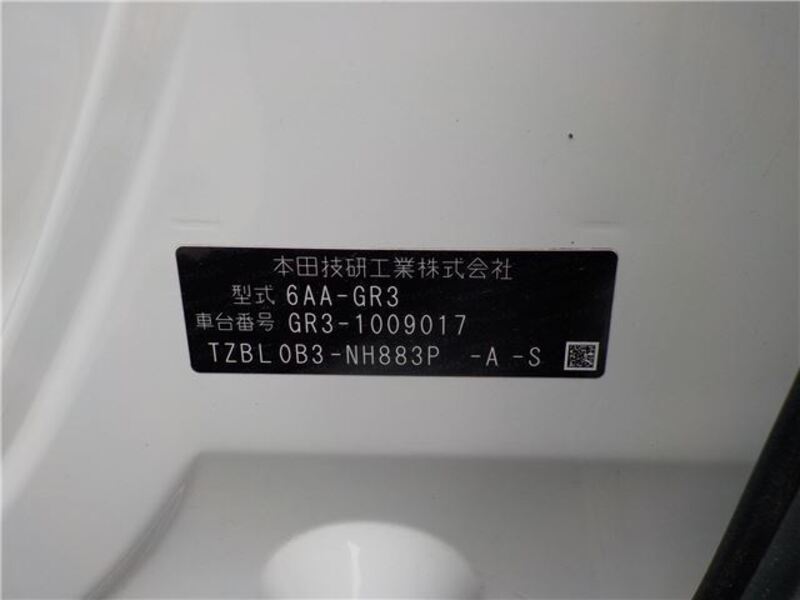 本田技研工業株式会社
型式 6AA-GR3
車台番号 GR3-1009017
TZBL0B3-NH883P -A -S